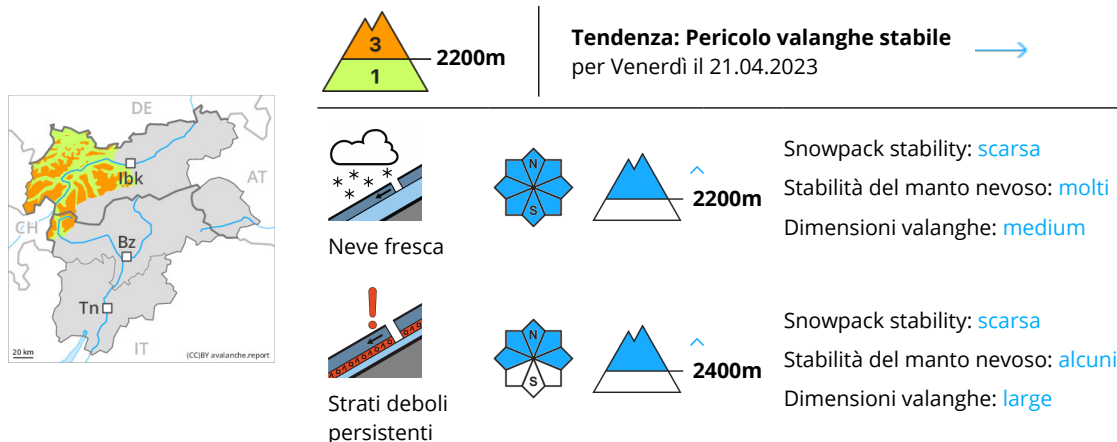 3
1
2200m
Tendenza: Pericolo valanghe stabile
per Venerdì il 21.04.2023
DE
AT
CH
IT
Ibk
Bz
Tn
20 km
(CC)BY avalanche.report
N
S
2200m
Neve fresca
Snowpack stability: scarsa
Stabilità del manto nevoso: molti
Dimensioni valanghe: medium
N
S
2400m
Strati deboli
persistenti
Snowpack stability: scarsa
Stabilità del manto nevoso: alcuni
Dimensioni valanghe: large